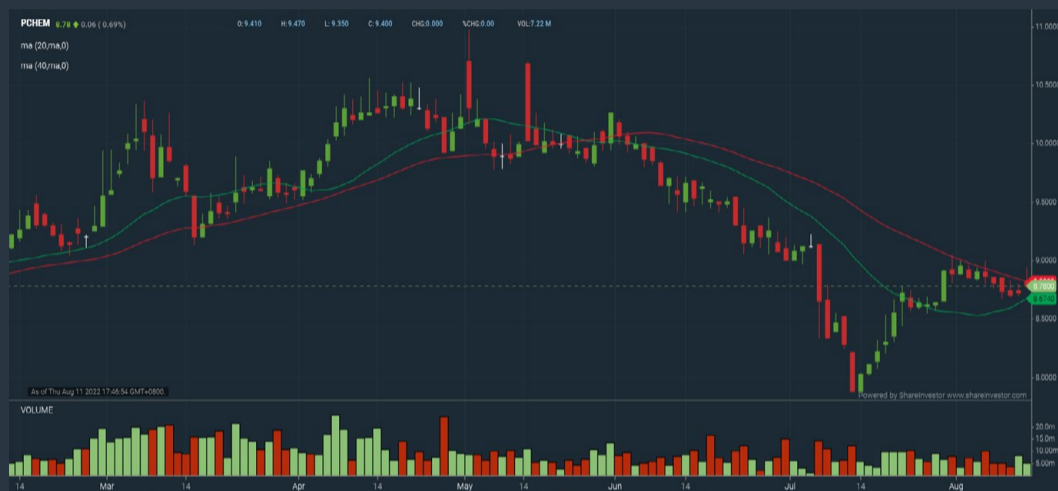 PCHEM 8.78 0.06 ( 0.69%) O:9.410 H:9.470 L:9.350 C:9.400 CHG:0.000 %CHG:0.00 VOL:7.22 M
ma (20,ma,0)
ma (40,ma,0)
11.0000
10.5000
10.0000
9.5000
9.0000
8.7800
8.6740
8.5000
8.0000
As of Thu Aug 11 2022 17:46:54 GMT+0800.
Powered by ShareInvestor www.shareinvestor.com
VOLUME
20.0m
15.0m
10.00m
5.00m
14 Mar 14 Apr 14 May 14 Jun 14 Jul 14 Aug